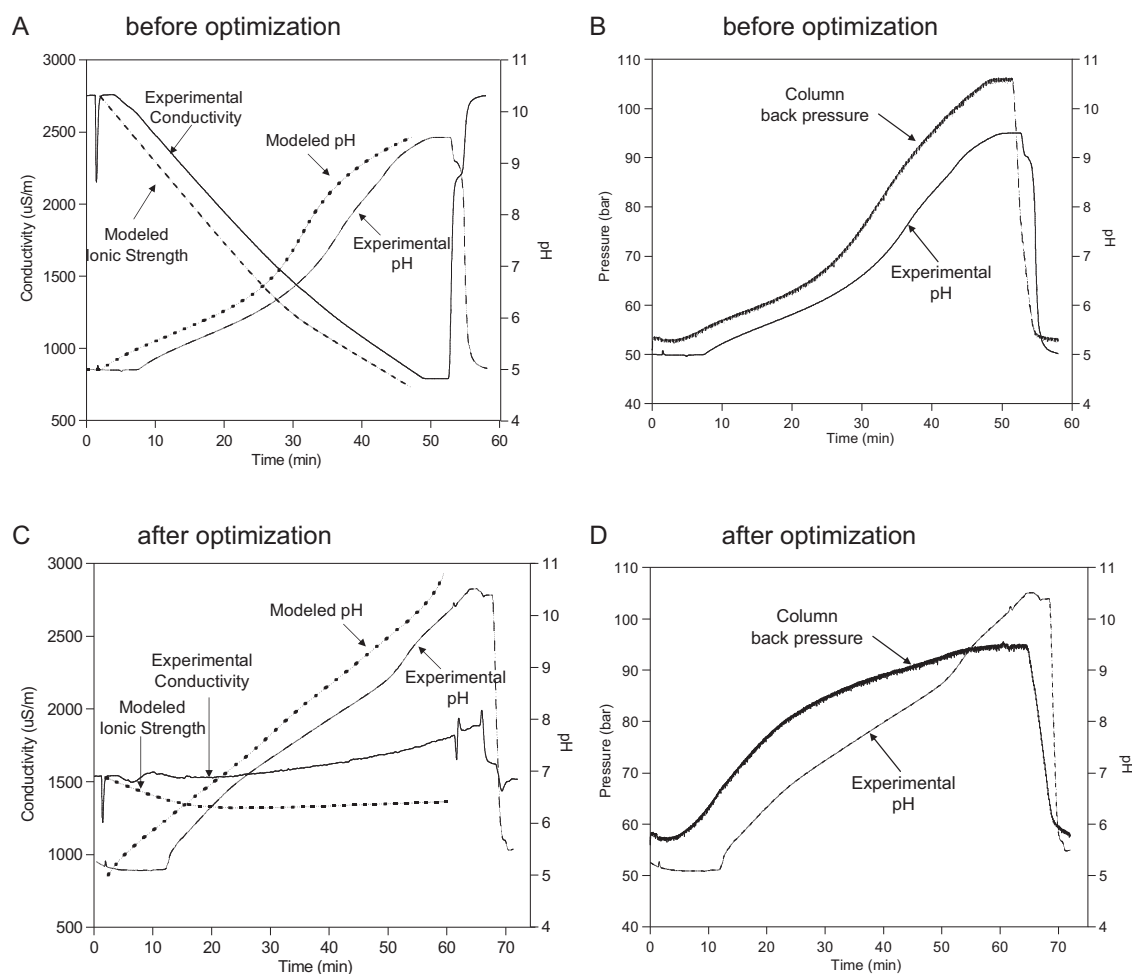 A before optimization
3000
2500
2000
1500
1000
500
Conductivity (uS/m)
11
10
9
8
7
6
5
4
pH
0 10 20 30 40 50 60
Time (min)
Experimental
Conductivity
Modeled pH
Modeled
Ionic Strength
Experimental
pH
B before optimization
110
100
90
80
70
60
50
40
Pressure (bar)
11
10
9
8
7
6
5
4
pH
0 10 20 30 40 50 60
Time (min)
Column
back pressure
Experimental
pH
C after optimization
3000
2500
2000
1500
1000
500
Conductivity (uS/m)
11
10
9
8
7
6
5
4
pH
0 10 20 30 40 50 60 70
Time (min)
Modeled pH
Experimental
Conductivity
Modeled
Ionic Strength
Experimental
pH
D after optimization
110
100
90
80
70
60
50
40
Pressure (bar)
11
10
9
8
7
6
5
4
pH
0 10 20 30 40 50 60 70
Time (min)
Column
back pressure
Experimental
pH